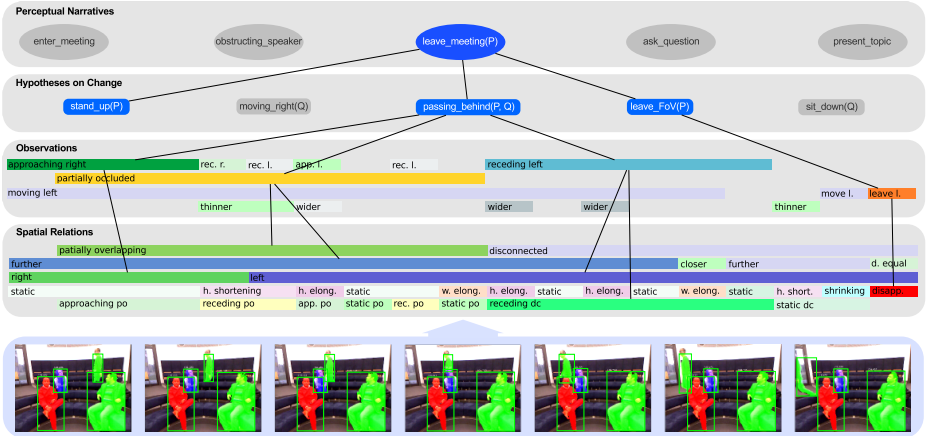 Perceptual Narratives
enter_meeting obstructing_speaker leave_meeting(P) ask_question present_topic
Hypotheses on Change
stand_up(P) moving_right(Q) passing_behind(P, Q) leave_FoV(P) sit_down(Q)
Observations
approaching right rec. r. rec. l. app. l. rec. l. receding left
partially occluded
moving left move l. leave l.
thinner wider wider wider thinner
Spatial Relations
patially overlapping disconnected
further closer further d. equal
right left
static h. shortening h. elong. static w. elong. h. elong. static h. elong. static w. elong. static h. short. shrinking disapp.
approaching po receding po app. po static po rec. po static po receding dc static dc